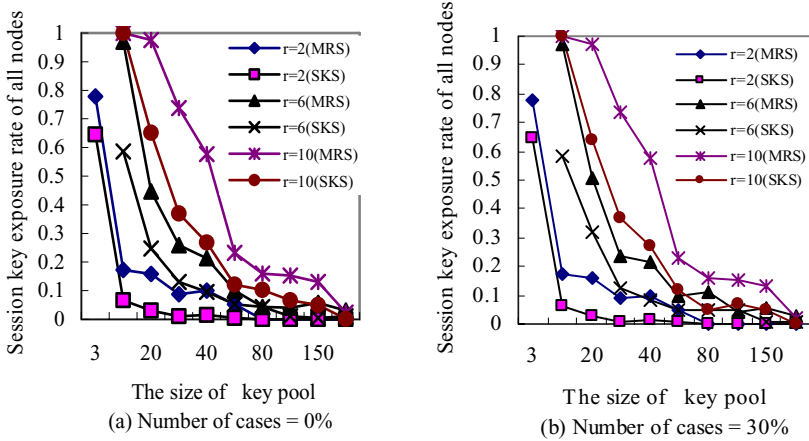 Session key exposure rate of all nodes
1
0.9
0.8
0.7
0.6
0.5
0.4
0.3
0.2
0.1
0
3 20 40 80 150
r=2(MRS)
r=2(SKS)
r=6(MRS)
r=6(SKS)
r=10(MRS)
r=10(SKS)
The size of key pool
(a) Number of cases = 0%
Session key exposure rate of all nodes
1
0.9
0.8
0.7
0.6
0.5
0.4
0.3
0.2
0.1
0
3 20 40 80 150
r=2(MRS)
r=2(SKS)
r=6(MRS)
r=6(SKS)
r=10(MRS)
r=10(SKS)
The size of key pool
(b) Number of cases = 30%